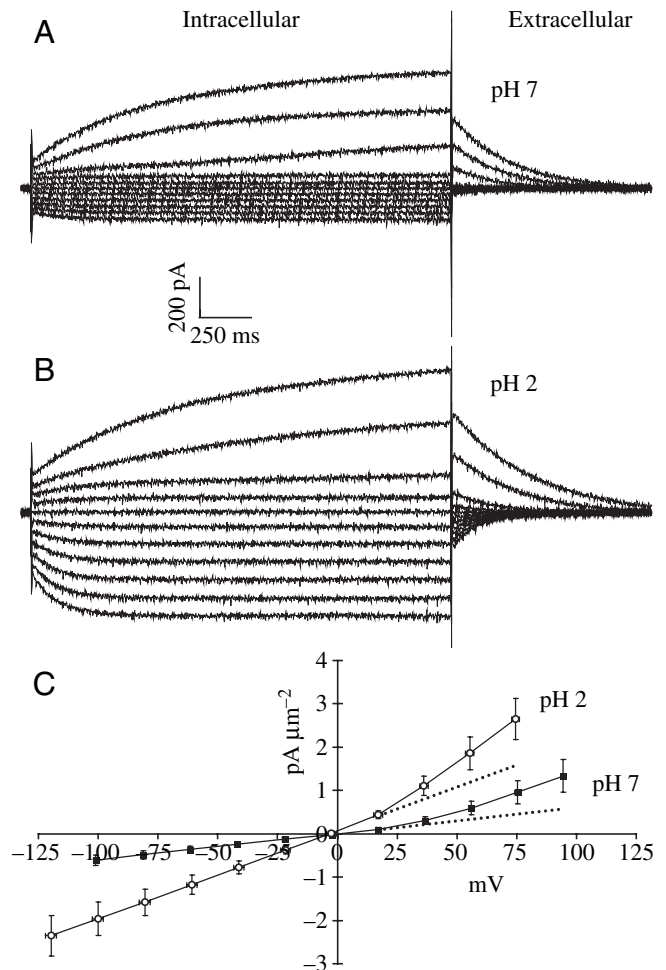 A
Intracellular
Extracellular
pH 7
200 pA
250 ms
B
pH 2
C
pA μm⁻²
4
3
2
1
0
−1
−2
−3
−125
−100
−75
−50
−25
0
25
50
75
100
125
mV
pH 2
pH 7